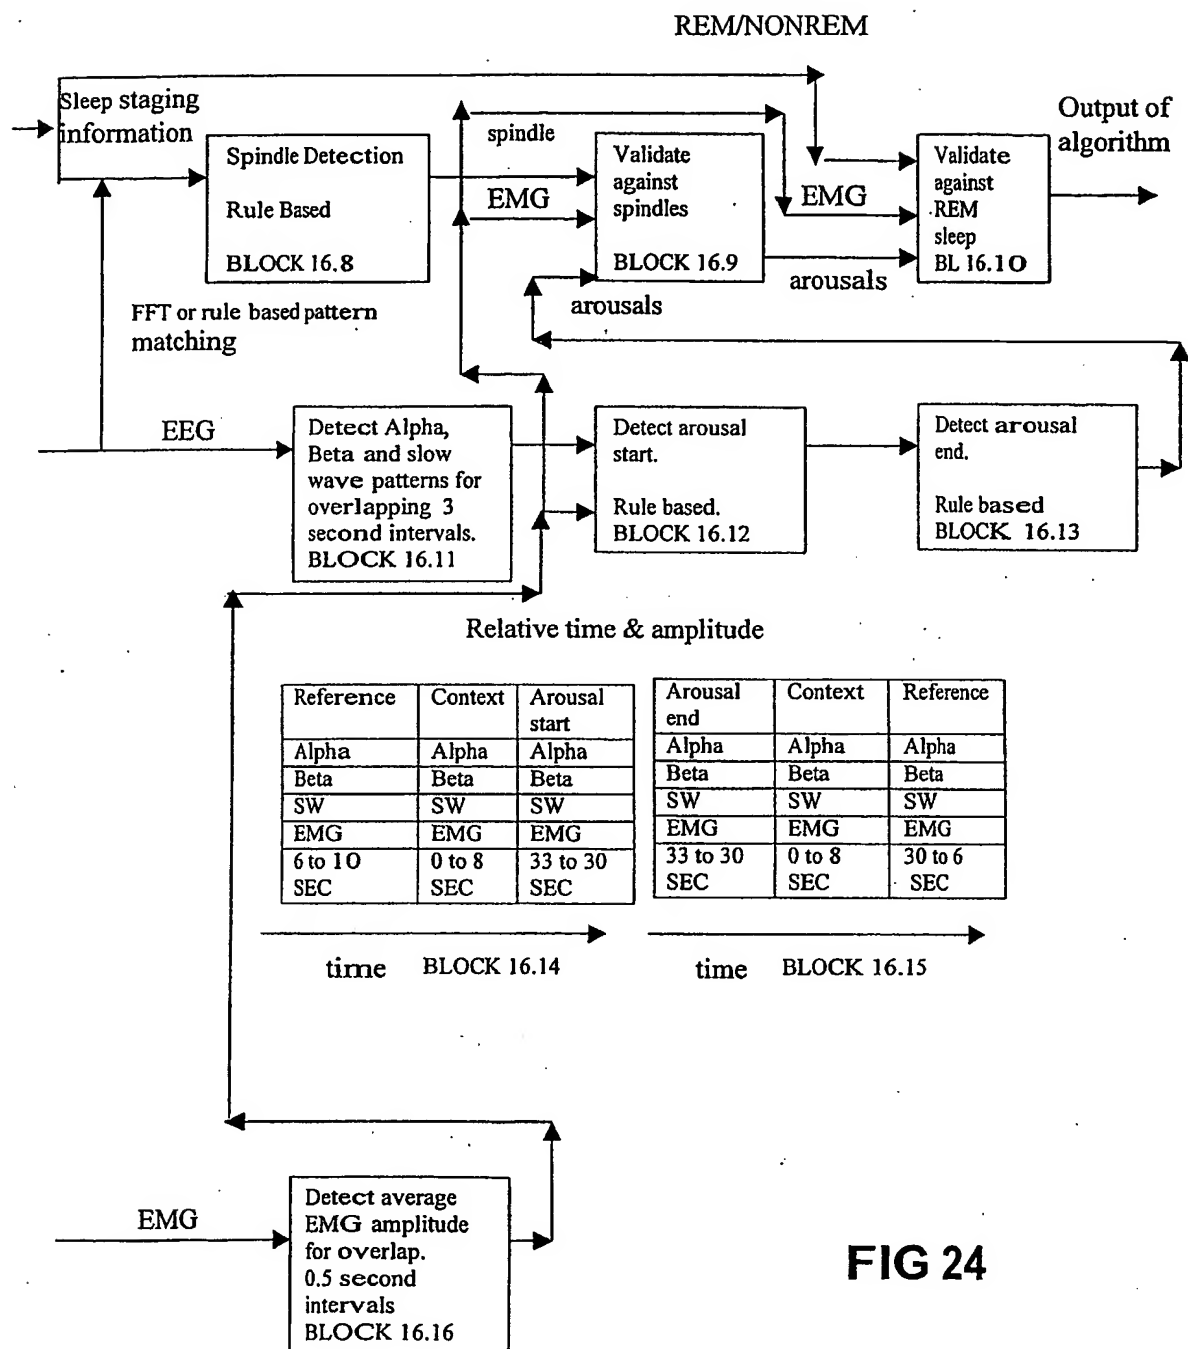 REM/NONREM
Sleep staging
information
Output of
algorithm
Spindle Detection
Rule Based
BLOCK 16.8
spindle
EMG
Validate
against
spindles
BLOCK 16.9
EMG
arousals
Validate
against
REM
sleep
BL 16.10
arousals
FFT or rule based pattern
matching
EEG
Detect Alpha,
Beta and slow
wave patterns for
overlapping 3
second intervals.
BLOCK 16.11
Detect arousal
start.
Rule based.
BLOCK 16.12
Detect arousal
end.
Rule based
BLOCK 16.13
Relative time & amplitude
Reference Context Arousal
start
Alpha Alpha Alpha
Beta Beta Beta
SW SW SW
EMG EMG EMG
6 to 10 0 to 8 33 to 30
SEC SEC SEC
time BLOCK 16.14
Arousal Context Reference
end
Alpha Alpha Alpha
Beta Beta Beta
SW SW SW
EMG EMG EMG
33 to 30 0 to 8 30 to 6
SEC SEC SEC
time BLOCK 16.15
EMG
Detect average
EMG amplitude
for overlap.
0.5 second
intervals
BLOCK 16.16
FIG 24